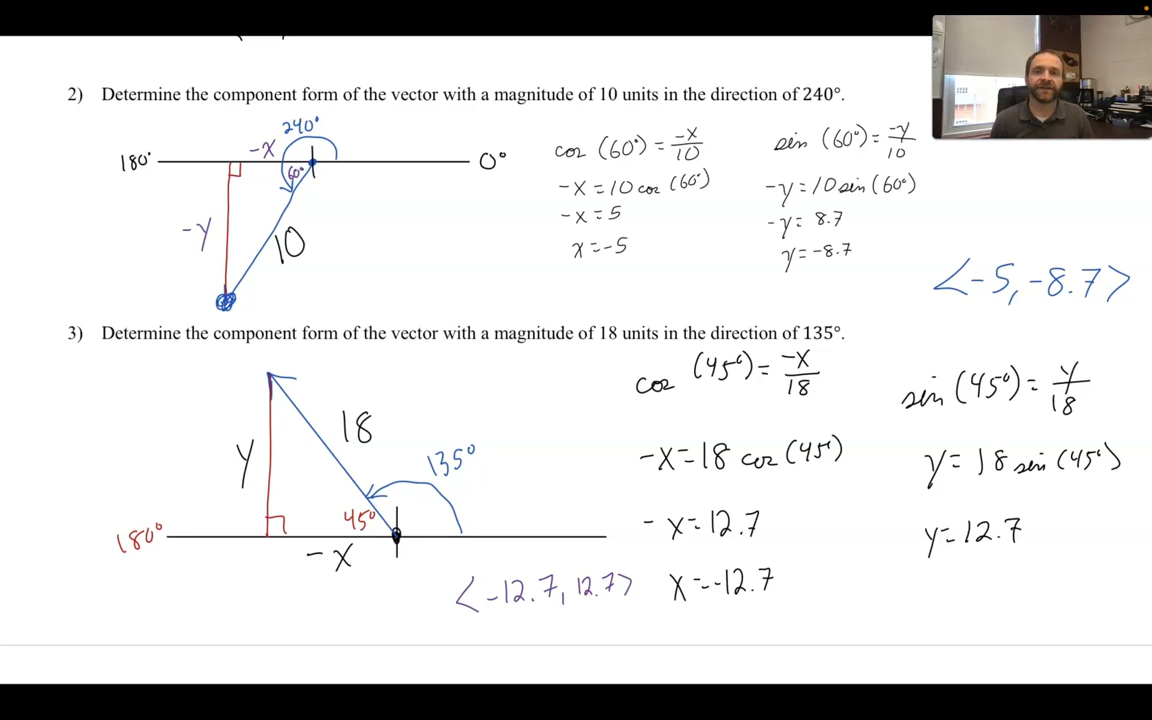 2) Determine the component form of the vector with a magnitude of 10 units in the direction of 240°.
240°
180°
-x
60°
0°
-y
10
cos (60°) = -x/10
-x = 10 cos (60°)
-x = 5
x = -5
sin (60°) = -y/10
-y = 10 sin (60°)
-y = 8.7
y = -8.7
<-5, -8.7>
3) Determine the component form of the vector with a magnitude of 18 units in the direction of 135°.
18
y
135°
180°
45°
-x
cos (45°) = -x/18
-x = 18 cos (45°)
-x = 12.7
x = -12.7
sin (45°) = y/18
y = 18 sin (45°)
y = 12.7
<-12.7, 12.7>